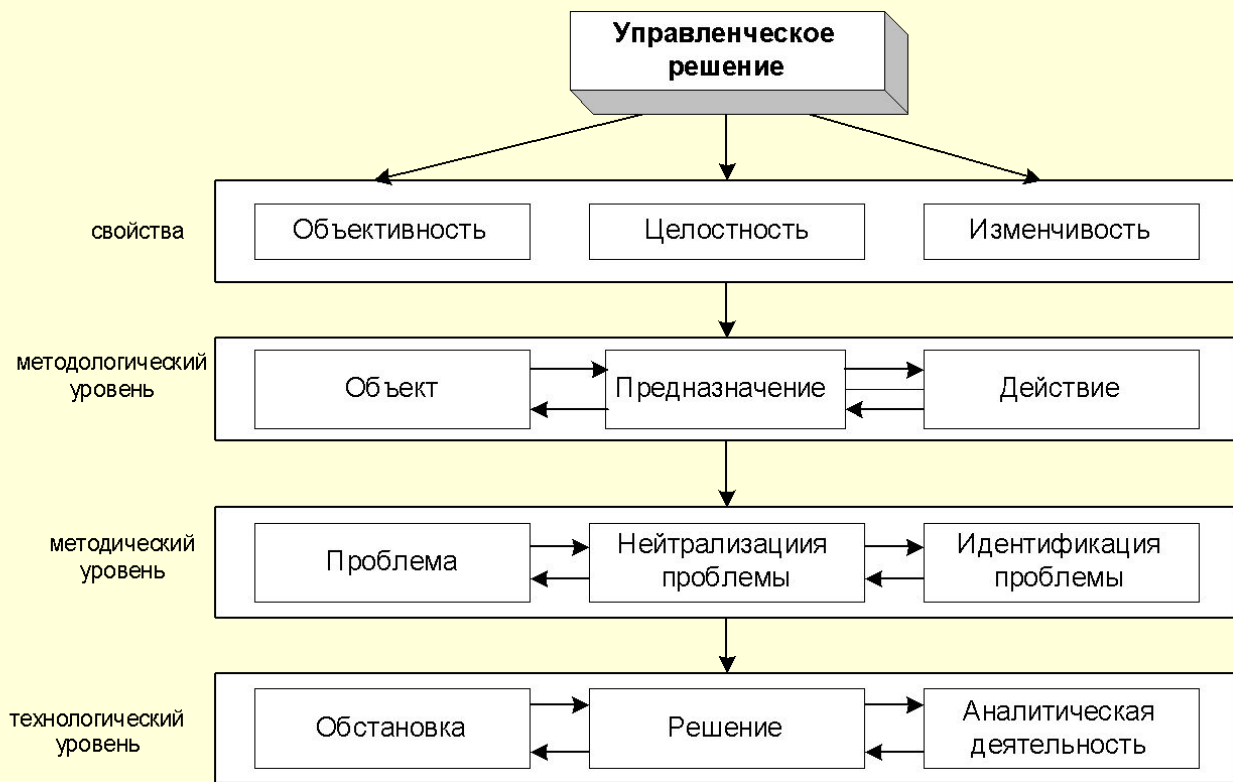 Управленческое
решение
свойства
Объективность
Целостность
Изменчивость
методологический
уровень
Объект
Предназначение
Действие
методический
уровень
Проблема
Нейтрализациия
проблемы
Идентификация
проблемы
технологический
уровень
Обстановка
Решение
Аналитическая
деятельность